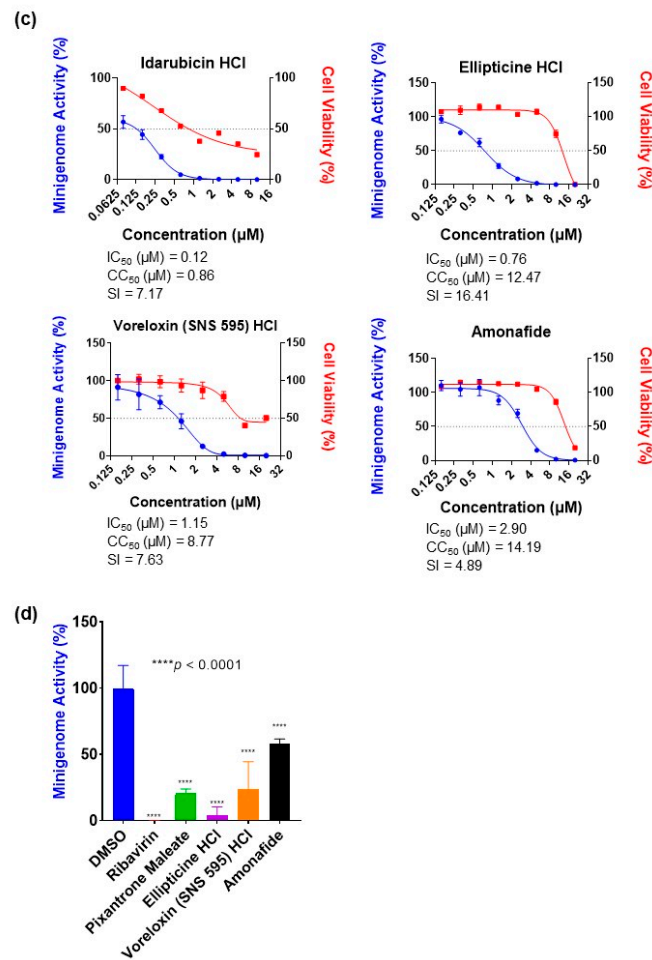 (c)
Idarubicin HCl
Minigenome Activity (%)
100
50
0
100
50
0
Cell Viability (%)
0.0625
0.125
0.25
0.5
1
2
4
8
16
Concentration (µM)
IC50 (µM) = 0.12
CC50 (µM) = 0.86
SI = 7.17
Ellipticine HCl
Minigenome Activity (%)
150
100
50
0
150
100
50
0
Cell Viability (%)
0.125
0.25
0.5
1
2
4
8
16
32
Concentration (µM)
IC50 (µM) = 0.76
CC50 (µM) = 12.47
SI = 16.41
Voreloxin (SNS 595) HCl
Minigenome Activity (%)
150
100
50
0
150
100
50
0
Cell Viability (%)
0.125
0.25
0.5
1
2
4
8
16
32
Concentration (µM)
IC50 (µM) = 1.15
CC50 (µM) = 8.77
SI = 7.63
Amonafide
Minigenome Activity (%)
150
100
50
0
150
100
50
0
Cell Viability (%)
0.125
0.25
0.5
1
2
4
8
16
32
Concentration (µM)
IC50 (µM) = 2.90
CC50 (µM) = 14.19
SI = 4.89
(d)
Minigenome Activity (%)
150
100
50
0
****p < 0.0001
****
****
****
****
****
DMSO
Ribavirin
Pixantrone Maleate
Ellipticine HCl
Voreloxin (SNS 595) HCl
Amonafide